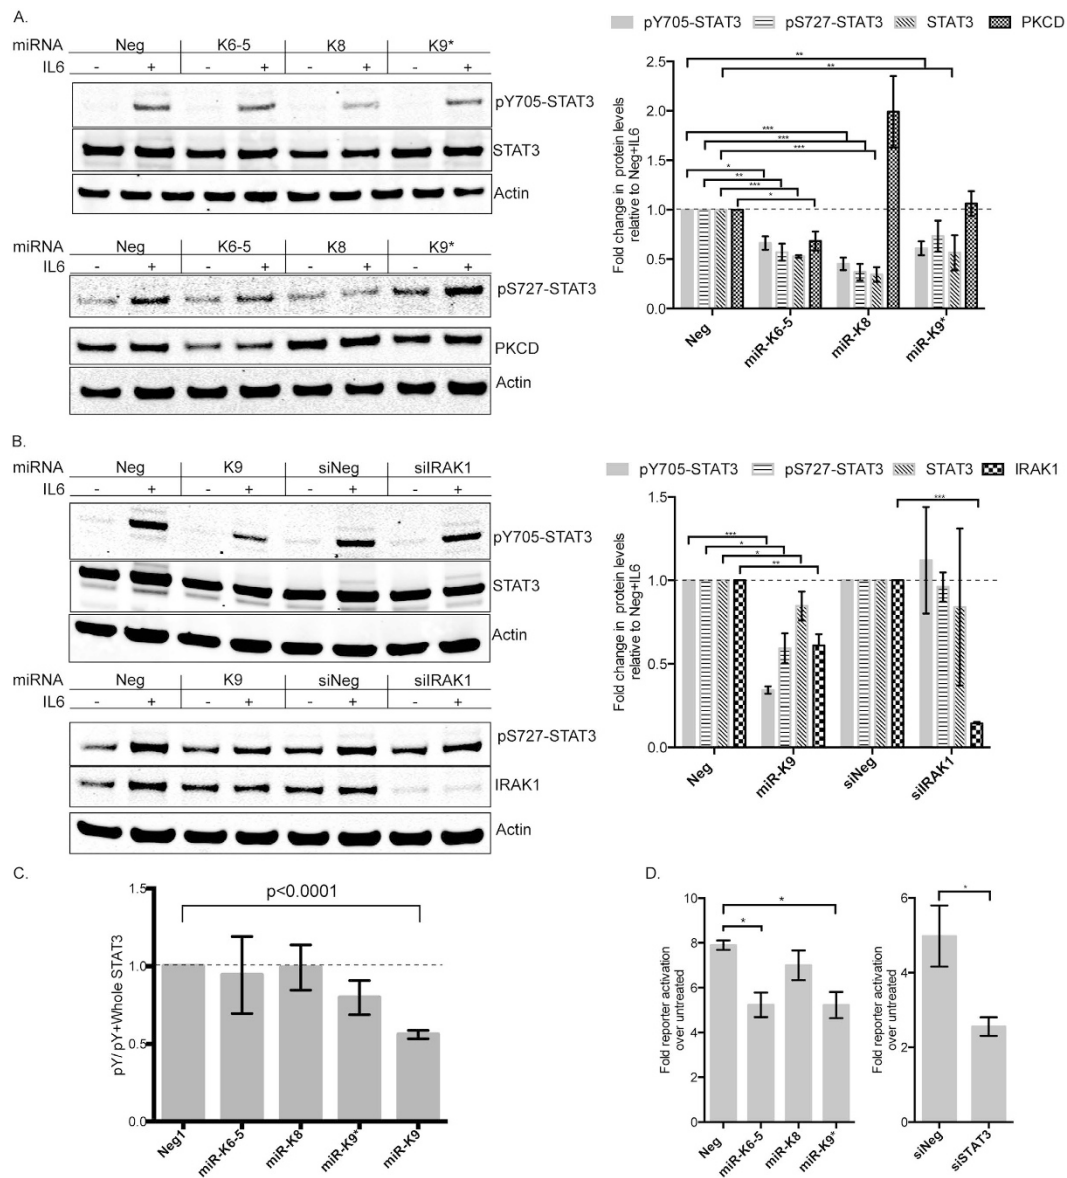 A.
miRNA Neg K6-5 K8 K9*
IL6 - + - + - + - +
pY705-STAT3
STAT3
Actin
Neg K6-5 K8 K9*
miRNA
IL6 - + - + - + - +
pS727-STAT3
PKCD
Actin
pY705-STAT3 pS727-STAT3 STAT3 PKCD
Fold change in protein levels
relative to Neg+IL6
2.5
2.0
1.5
1.0
0.5
0.0
**
**
***
***
***
*
**
***
*
Neg miR-K6-5 miR-K8 miR-K9*
B.
miRNA Neg K9 siNeg siIRAK1
IL6 - + - + - + - +
pY705-STAT3
STAT3
Actin
miRNA Neg K9 siNeg siIRAK1
IL6 - + - + - + - +
pS727-STAT3
IRAK1
Actin
pY705-STAT3 pS727-STAT3 STAT3 IRAK1
Fold change in protein levels
relative to Neg+IL6
1.5
1.0
0.5
0.0
***
*
*
**
***
Neg miR-K9 siNeg siIRAK1
C.
p<0.0001
pY/ pY+Whole STAT3
1.5
1.0
0.5
0.0
Neg1 miR-K6-5 miR-K8 miR-K9* miR-K9
D.
Fold reporter activation
over untreated
10
8
6
4
2
0
*
*
Neg miR-K6-5 miR-K8 miR-K9*
Fold reporter activation
over untreated
6
4
2
0
*
siNeg siSTAT3